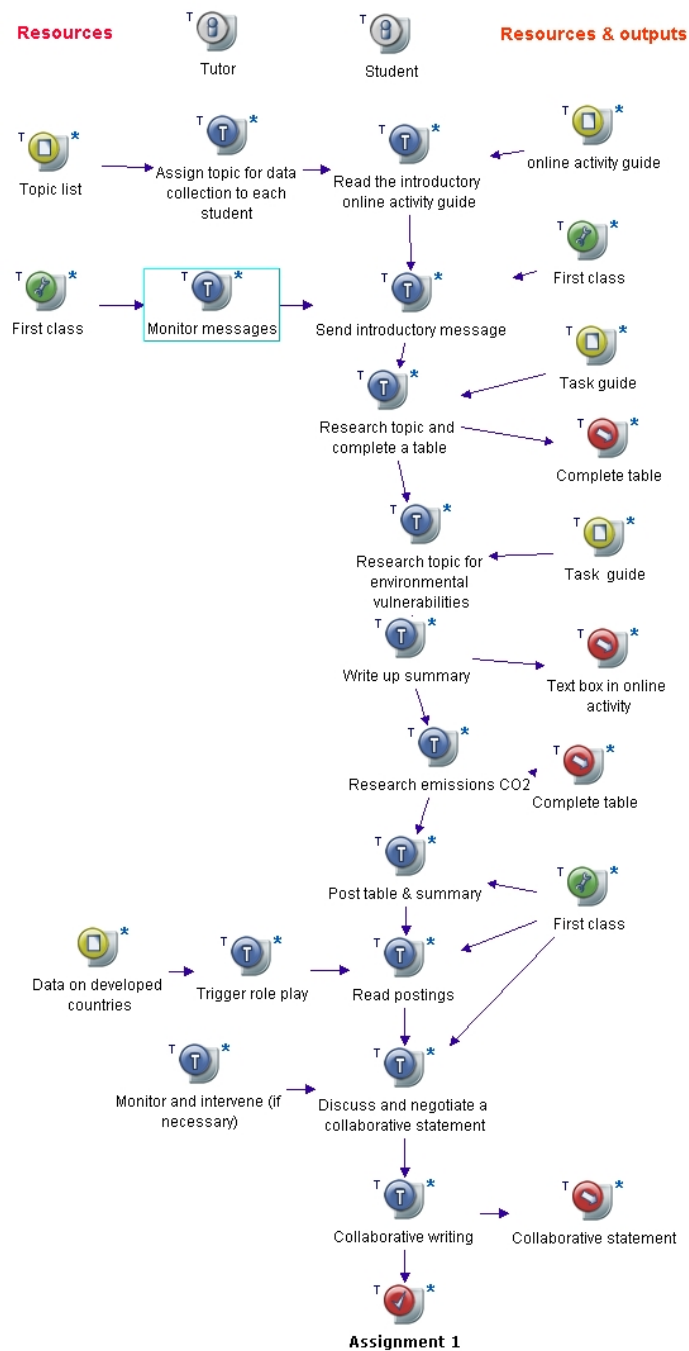 Resources
Resources & outputs
T
Tutor
T
Student
T *
Topic list
T *
Assign topic for data
collection to each
student
T *
Read the introductory
online activity guide
T *
online activity guide
T *
First class
T *
Monitor messages
T *
Send introductory message
T *
First class
T *
Research topic and
complete a table
T *
Task guide
T *
Complete table
T *
Research topic for
environmental
vulnerabilities
T *
Task guide
T *
Write up summary
T *
Text box in online
activity
T *
Research emissions CO2
T *
Complete table
T *
Post table & summary
T *
First class
*
Data on developed
countries
T *
Trigger role play
T *
Read postings
T *
Monitor and intervene (if
necessary)
T *
Discuss and negotiate a
collaborative statement
T *
Collaborative writing
T *
Collaborative statement
T *
Assignment 1